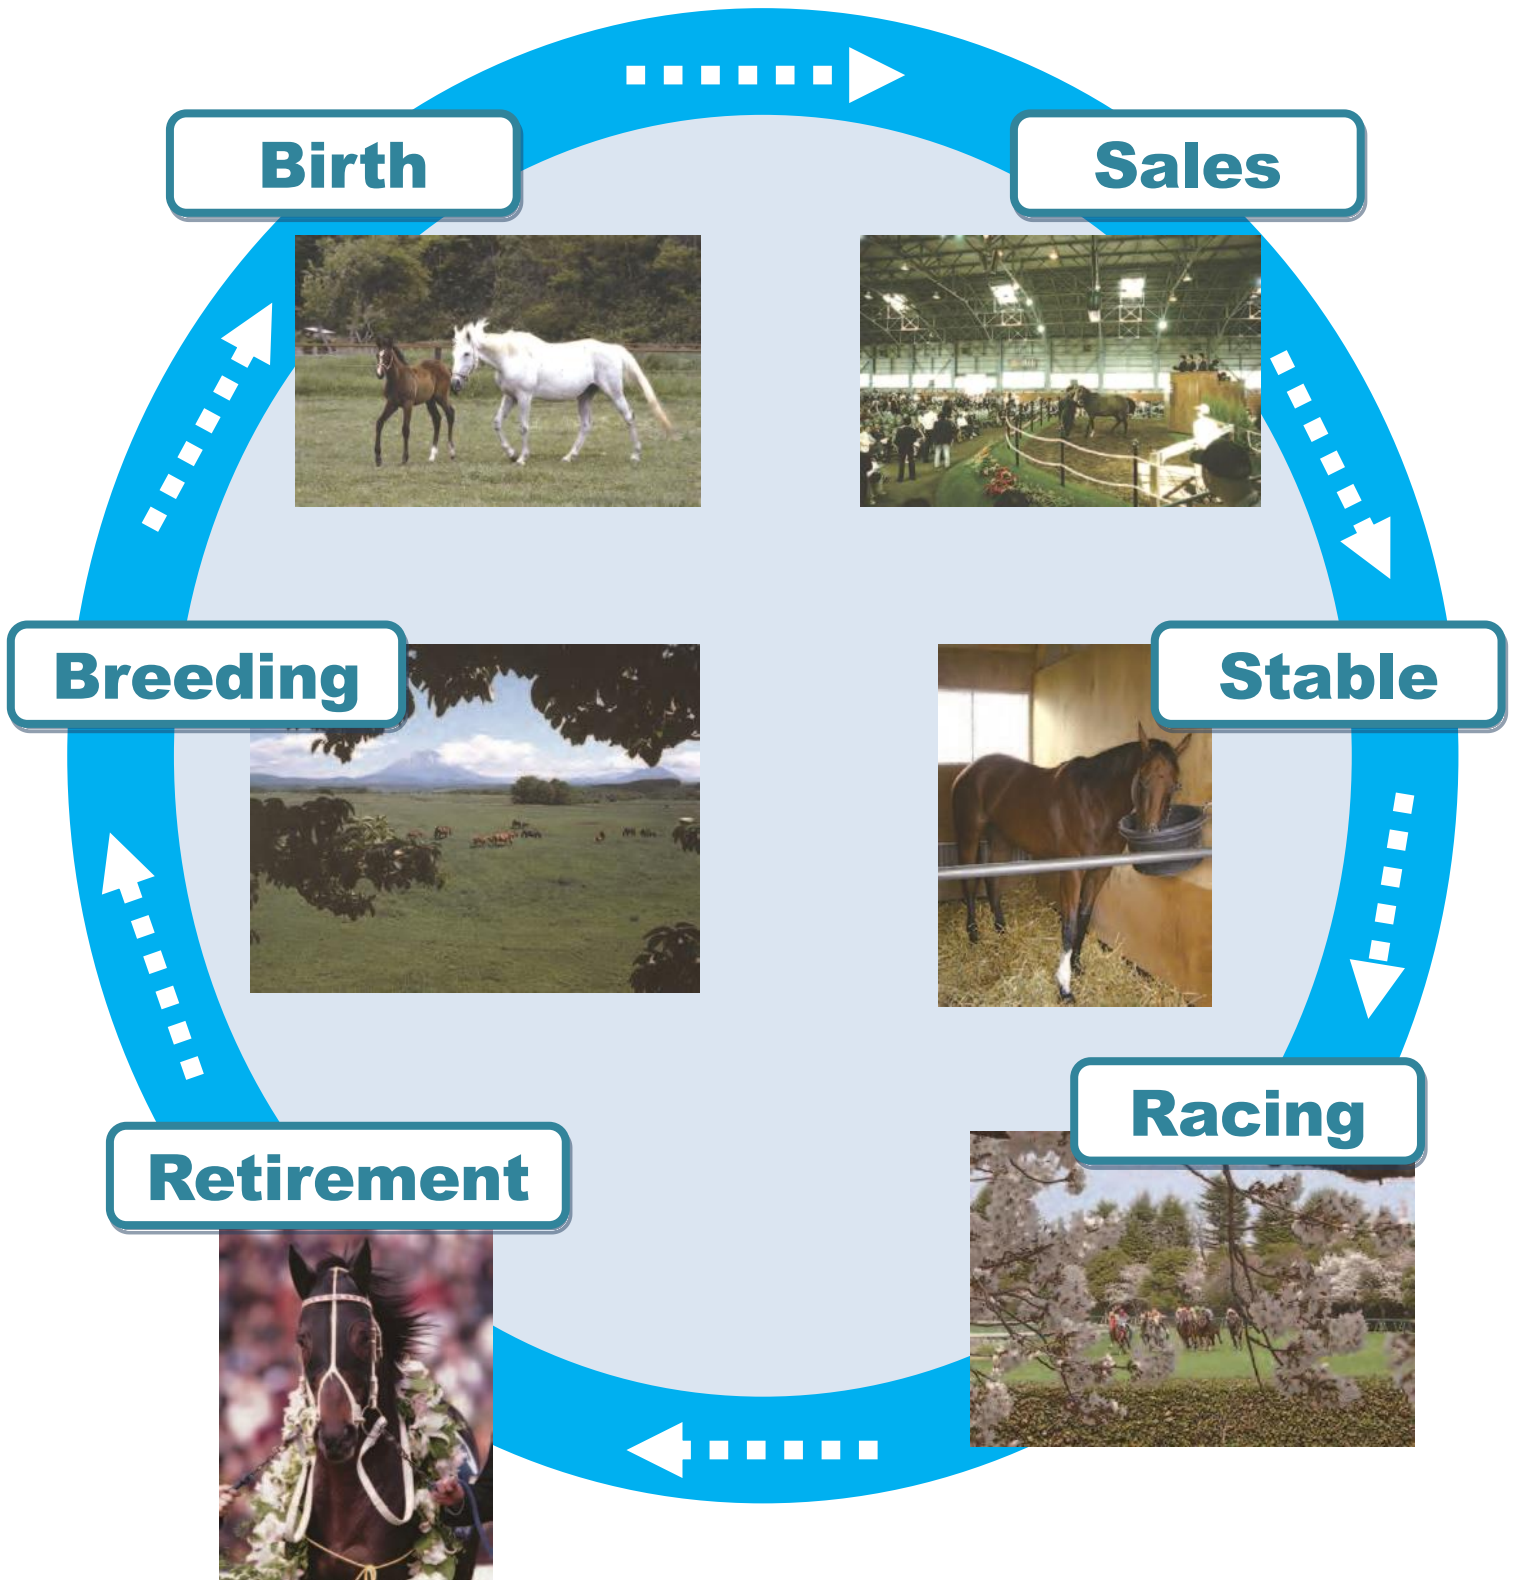 Birth
Sales
Breeding
Stable
Racing
Retirement